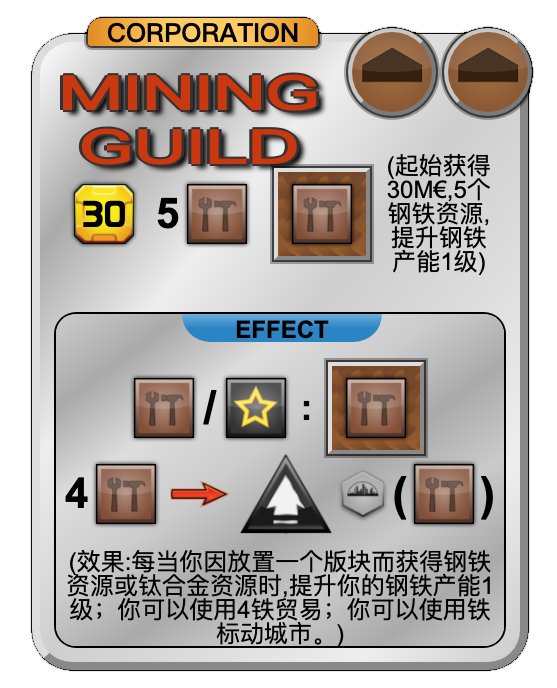 CORPORATION
MINING
GUILD
30 5
(起始获得
30M€,5个
钢铁资源,
提升钢铁
产能1级)
EFFECT
/ :
4 ( )
(效果:每当你因放置一个版块而获得钢铁
资源或钛合金资源时,提升你的钢铁产能1
级；你可以使用4铁贸易；你可以使用铁
标动城市。)